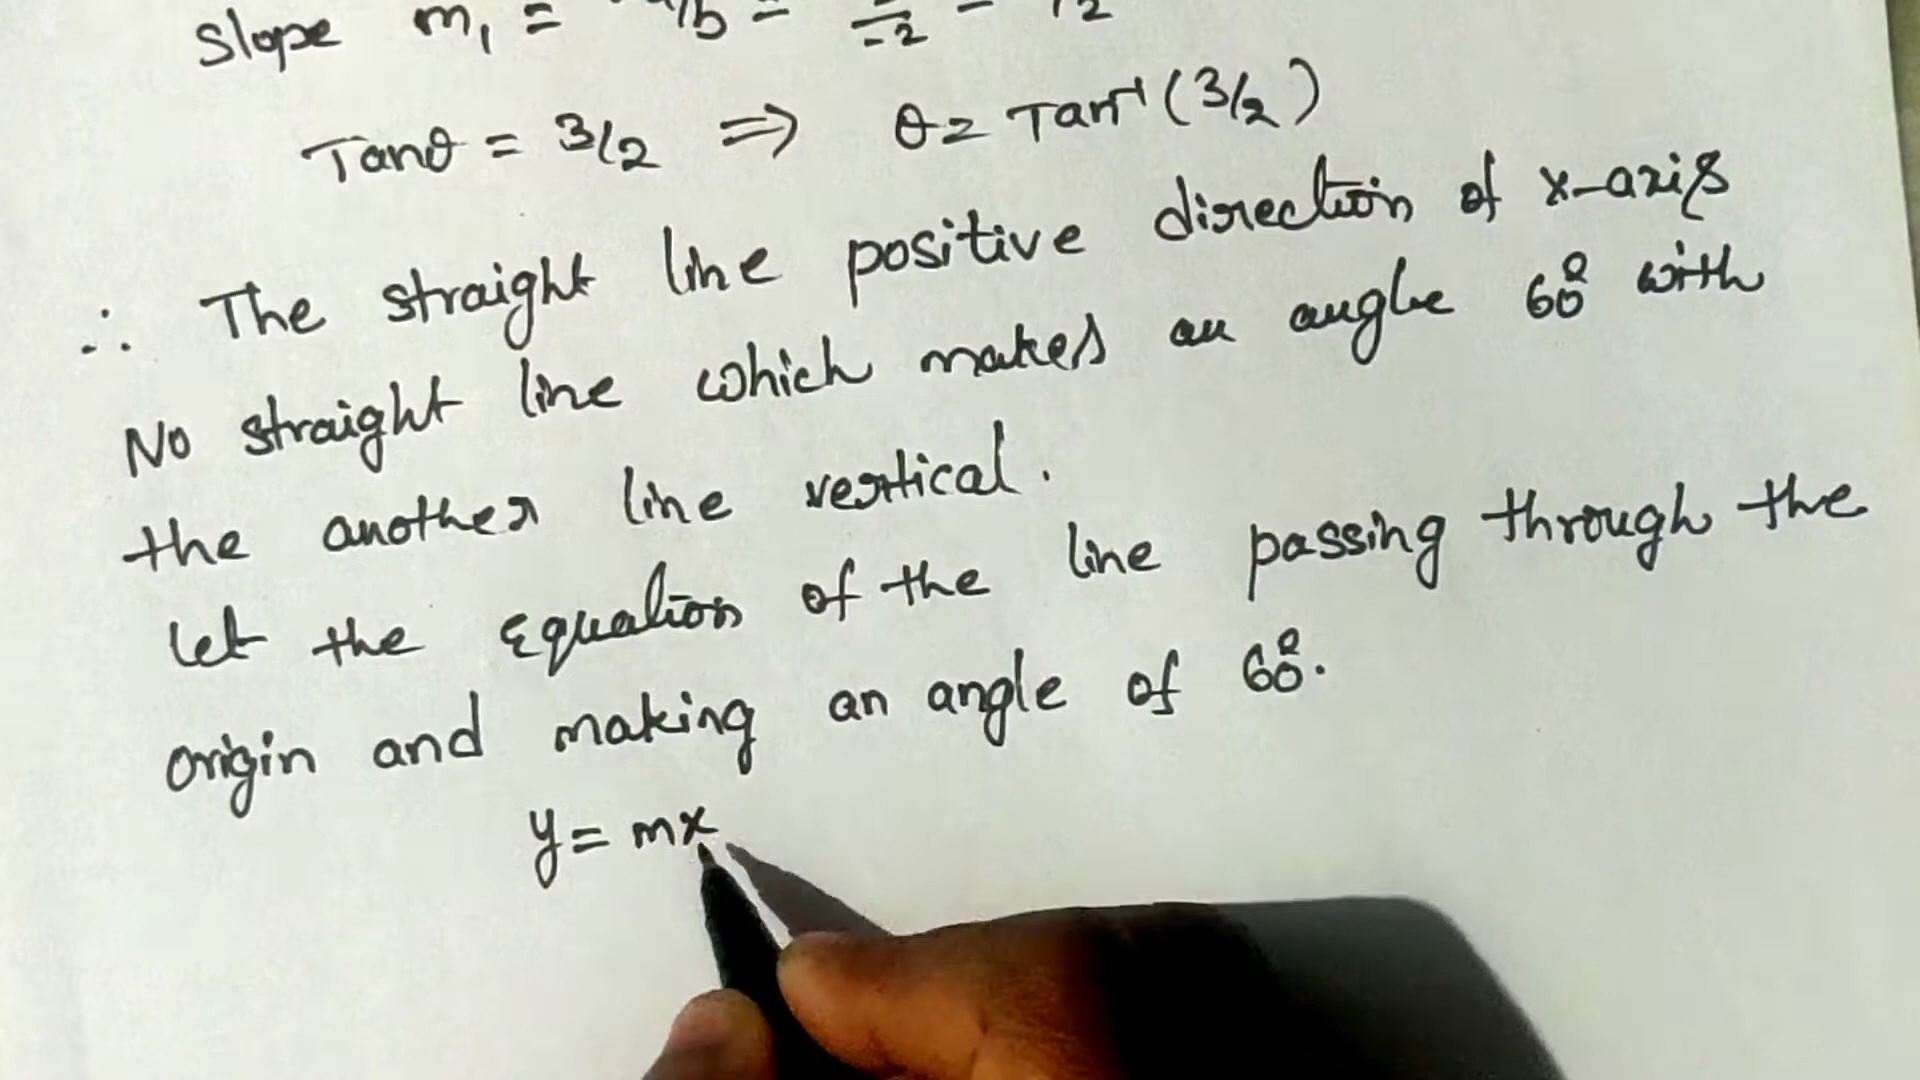 Slope m₁ = /b = /-2 = /2
Tanθ = 3/2 ⇒ θ = Tan⁻¹(3/2)
∴ The straight line positive direction of x-axis
No straight line which makes an angle 60° with
the another line vertical.
let the Equation of the line passing through the
origin and making an angle of 60°.
y = mx